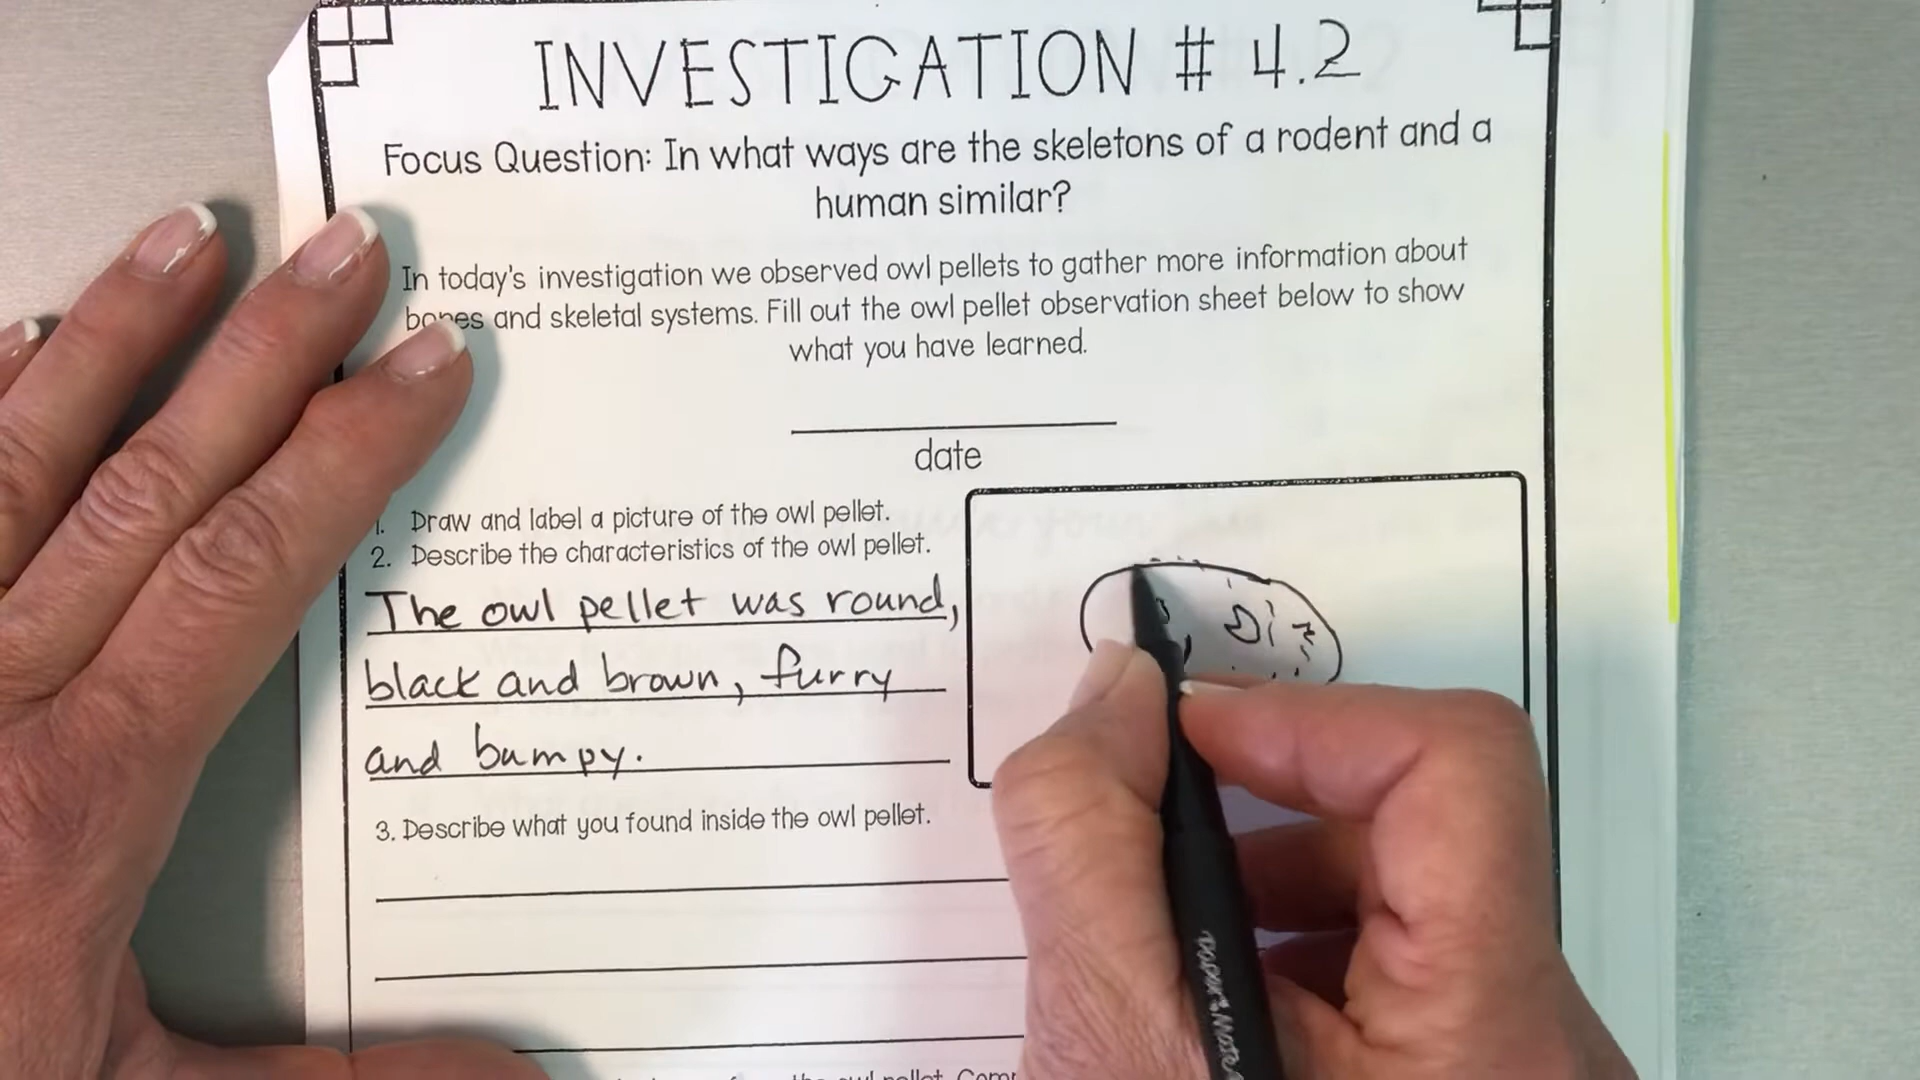 INVESTIGATION # 4.2
Focus Question: In what ways are the skeletons of a rodent and a
human similar?
In today's investigation we observed owl pellets to gather more information about
bones and skeletal systems. Fill out the owl pellet observation sheet below to show
what you have learned.
date
1. Draw and label a picture of the owl pellet.
2. Describe the characteristics of the owl pellet.
The owl pellet was round,
black and brown, furry
and bumpy.
3. Describe what you found inside the owl pellet.
owl pellet.
paper:mate